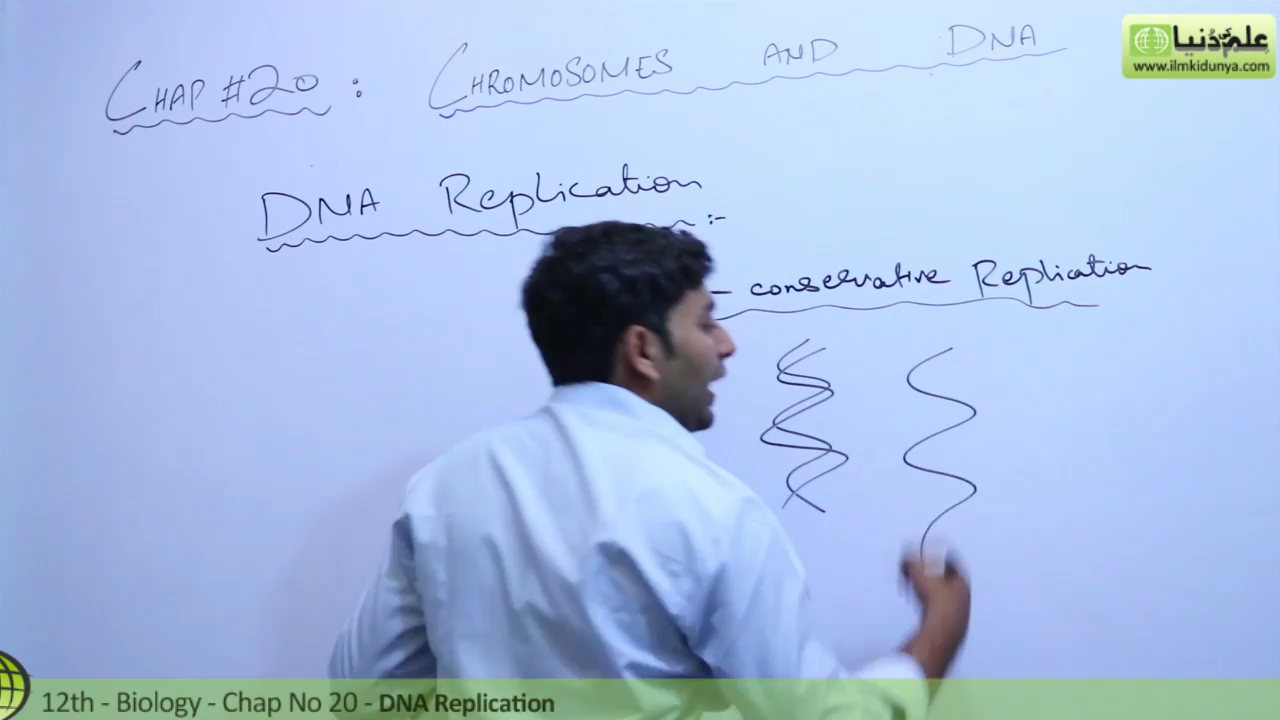 CHAP #20 : CHROMOSOMES AND DNA
علم کی دنیا
www.ilmkidunya.com
DNA Replication :-
- conservative Replication
12th - Biology - Chap No 20 - DNA Replication